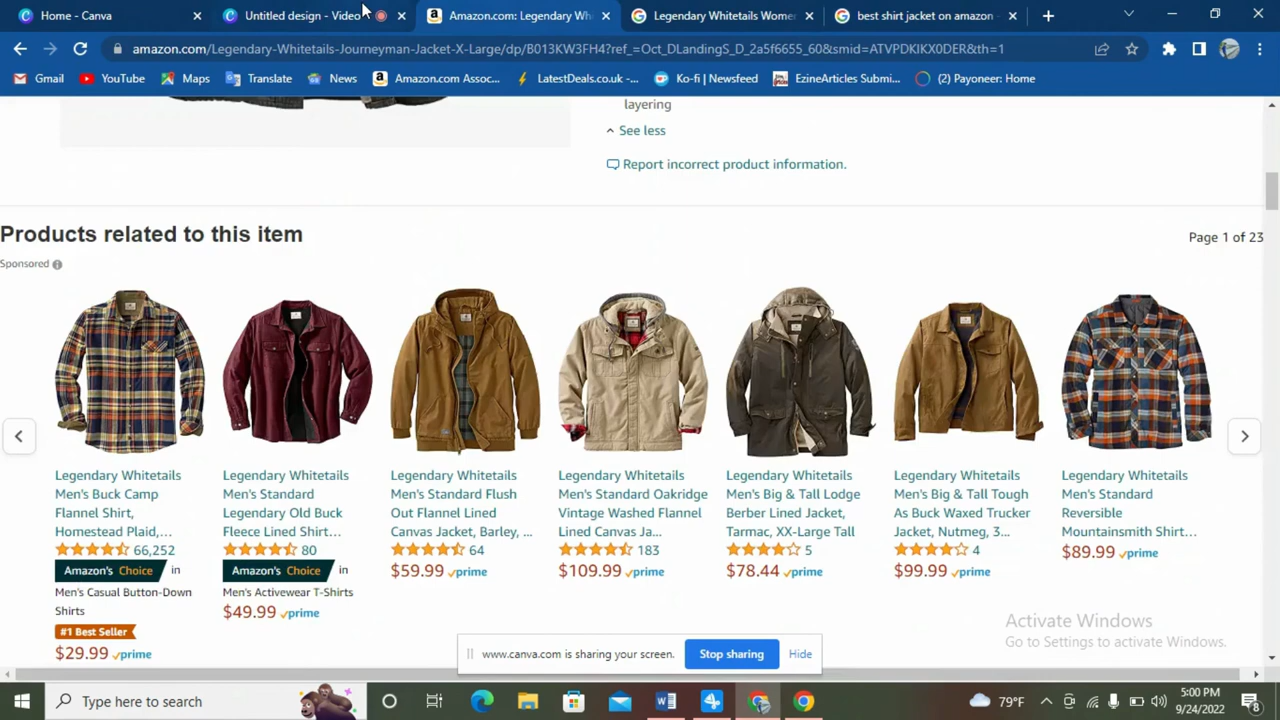 Home - Canva
Untitled design - Video
Amazon.com: Legendary Wh
Legendary Whitetails Wome
best shirt jacket on amazon -
amazon.com/Legendary-Whitetails-Journeyman-Jacket-X-Large/dp/B013KW3FH4?ref_=Oct_DLandingS_D_2a5f6655_60&smid=ATVPDKIKX0DER&th=1
Gmail
YouTube
Maps
Translate
News
Amazon.com Assoc...
LatestDeals.co.uk -...
Ko-fi | Newsfeed
EzineArticles Submi...
(2) Payoneer: Home
layering
See less
Report incorrect product information.
Products related to this item
Page 1 of 23
Sponsored
Legendary Whitetails
Men's Buck Camp
Flannel Shirt,
Homestead Plaid,...
66,252
Amazon's Choice in
Men's Casual Button-Down
Shirts
#1 Best Seller
$29.99 prime
Legendary Whitetails
Men's Standard
Legendary Old Buck
Fleece Lined Shirt...
80
Amazon's Choice in
Men's Activewear T-Shirts
$49.99 prime
Legendary Whitetails
Men's Standard Flush
Out Flannel Lined
Canvas Jacket, Barley, ...
64
$59.99 prime
Legendary Whitetails
Men's Standard Oakridge
Vintage Washed Flannel
Lined Canvas Ja...
183
$109.99 prime
Legendary Whitetails
Men's Big & Tall Lodge
Berber Lined Jacket,
Tarmac, XX-Large Tall
5
$78.44 prime
Legendary Whitetails
Men's Big & Tall Tough
As Buck Waxed Trucker
Jacket, Nutmeg, 3...
4
$99.99 prime
Legendary Whitetails
Men's Standard
Reversible
Mountainsmith Shirt...
$89.99 prime
Activate Windows
Go to Settings to activate Windows.
www.canva.com is sharing your screen.
Stop sharing
Hide
Type here to search
79°F
5:00 PM
9/24/2022
8